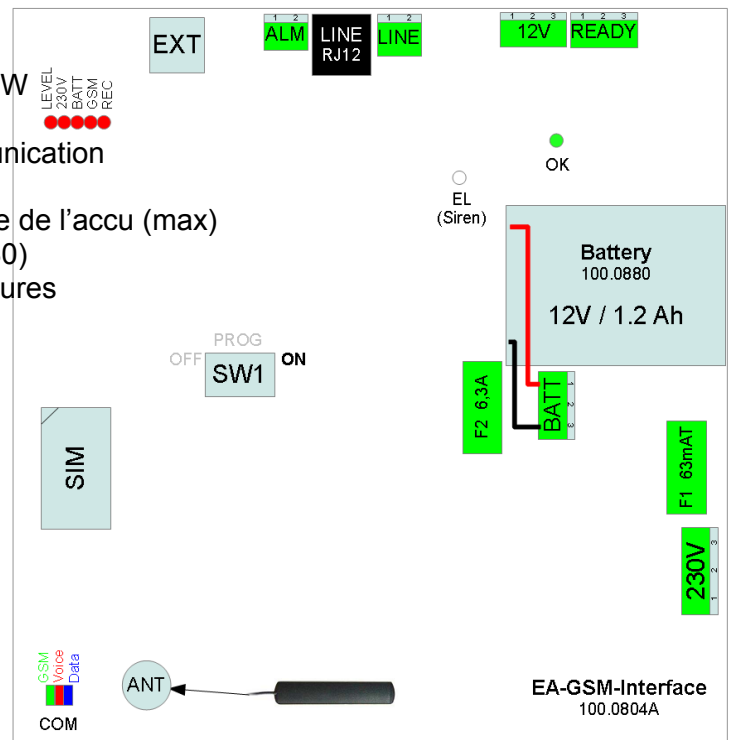 1 2
ALM
LINE
RJ12
1 2
LINE
1 2 3
12V
1 2 3
READY
EXT
W
LEVEL
230V
BATT
GSM
REC
unication
e de l’accu (max)
0)
ures
OK
EL
(Siren)
Battery
100.0880
12V / 1.2 Ah
PROG
OFF
SW1
ON
F2 6,3A
BATT
1
2
3
F1 63mAT
SIM
230V
3
2
1
GSM
Voice
Data
COM
ANT
EA-GSM-Interface
100.0804A